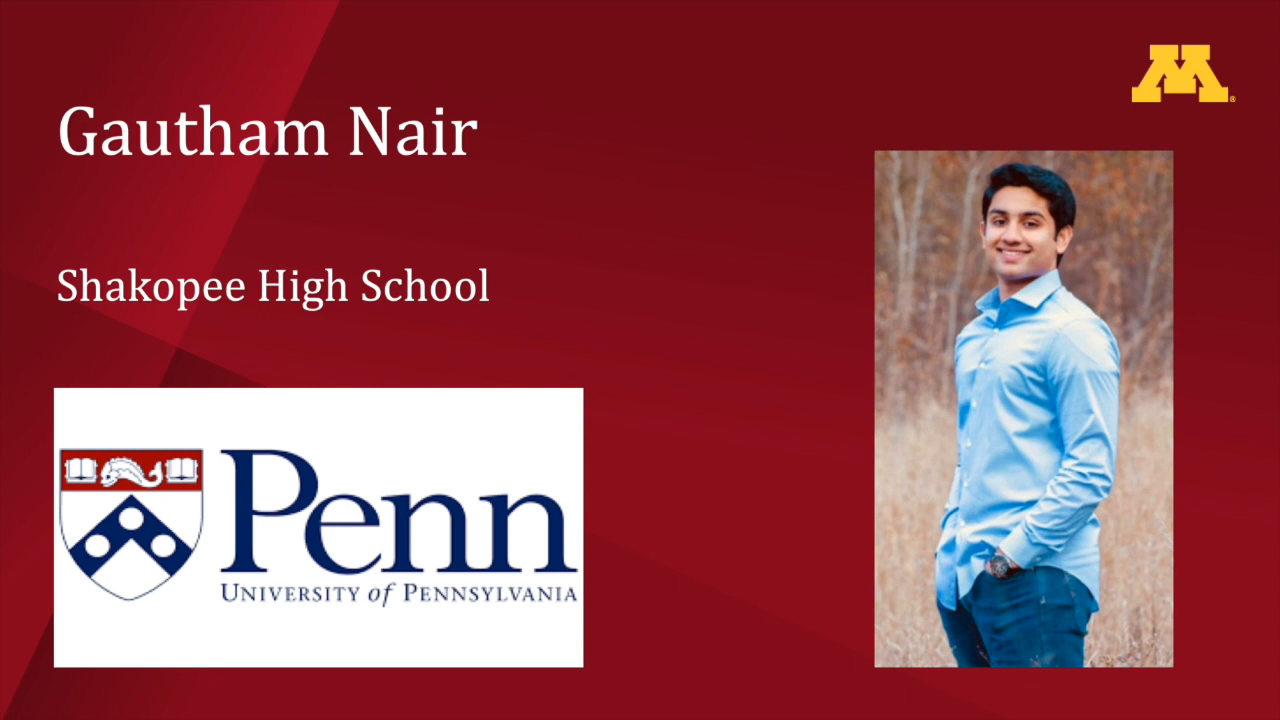 M
Gautham Nair
Shakopee High School
Penn
UNIVERSITY of PENNSYLVANIA